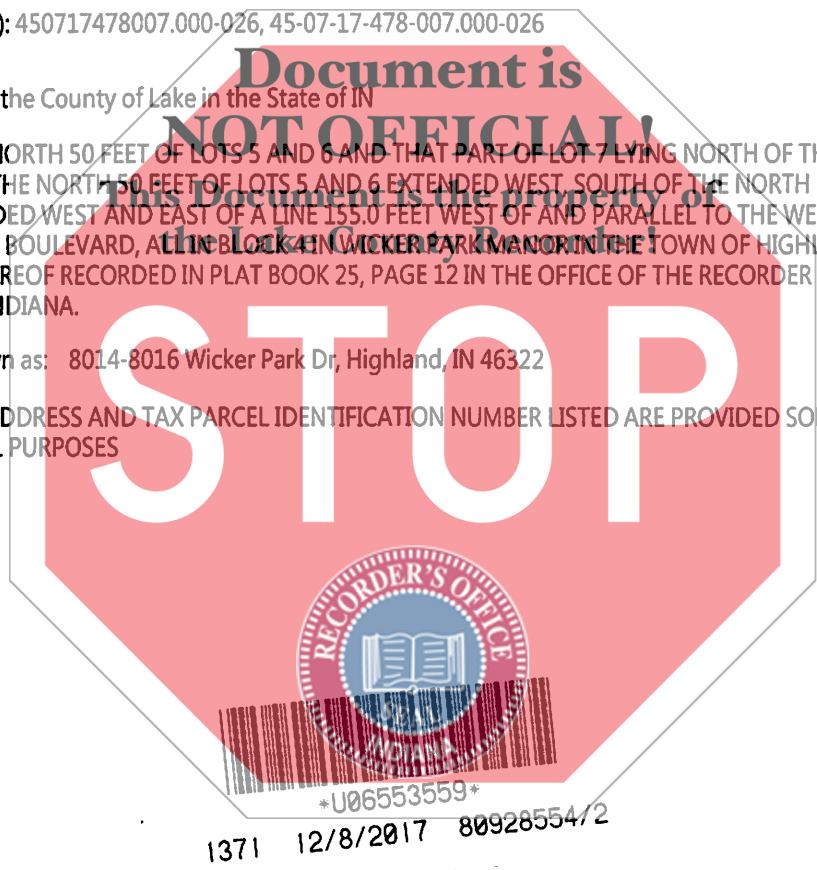 ): 450717478007.000-026, 45-07-17-478-007.000-026
Document is
the County of Lake in the State of IN
NOT OFFICIAL!
NORTH 50 FEET OF LOTS 5 AND 6 AND THAT PART OF LOT 7 LYING NORTH OF TH
HE NORTH 50 FEET OF LOTS 5 AND 6 EXTENDED WEST, SOUTH OF THE NORTH
This Document is the property of
DED WEST AND EAST OF A LINE 155.0 FEET WEST OF AND PARALLEL TO THE WE
the Lake County Recorder!
BOULEVARD, ALL IN BLOCK 4 IN WICKER PARK MANOR IN THE TOWN OF HIGHL
REOF RECORDED IN PLAT BOOK 25, PAGE 12 IN THE OFFICE OF THE RECORDER
NDIANA.
STOP
n as: 8014-8016 Wicker Park Dr, Highland, IN 46322
DDRESS AND TAX PARCEL IDENTIFICATION NUMBER LISTED ARE PROVIDED SO
L PURPOSES
RECORDER'S OFFICE
SEAL
INDIANA
*U06553559*
1371 12/8/2017 80928554/2